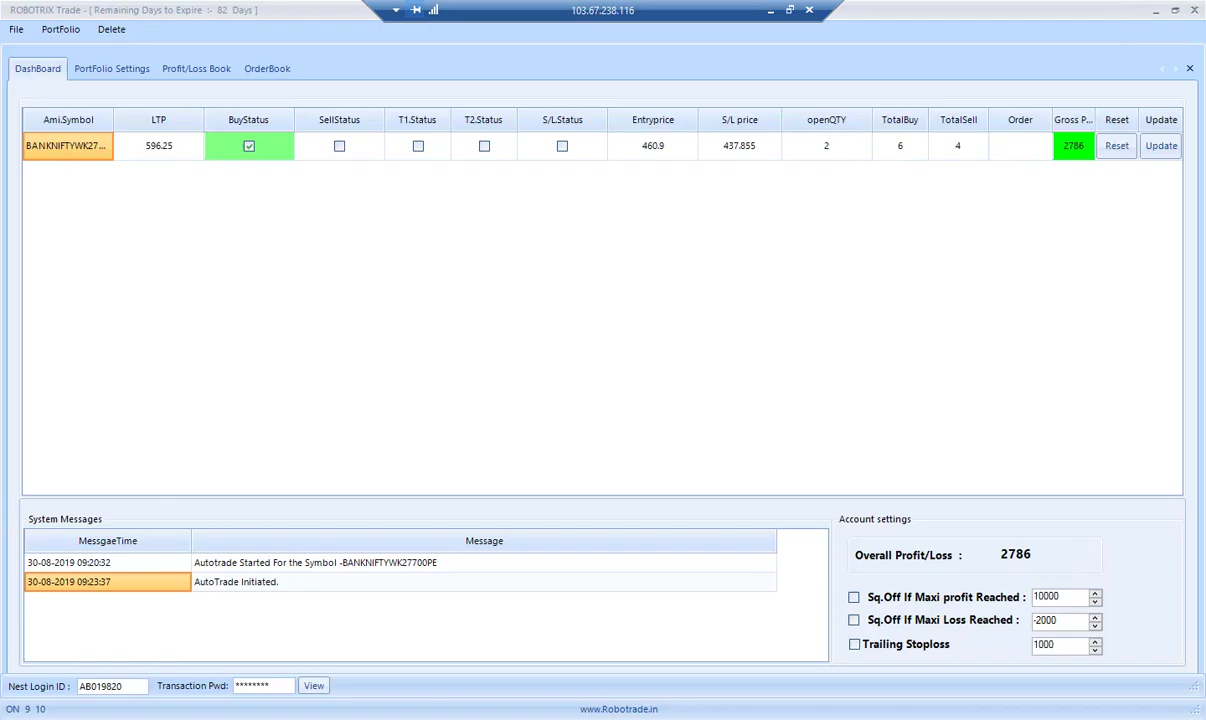 ROBOTRIX Trade - [ Remaining Days to Expire :- 82 Days ]
103.67.238.116
File PortFolio Delete
DashBoard PortFolio Settings Profit/Loss Book OrderBook
Ami.Symbol LTP BuyStatus SellStatus T1.Status T2.Status S/L.Status Entryprice S/L price openQTY TotalBuy TotalSell Order Gross P... Reset Update
BANKNIFTYWK27... 596.25 460.9 437.855 2 6 4 2786 Reset Update
System Messages
MessgaeTime Message
30-08-2019 09:20:32 Autotrade Started For the Symbol -BANKNIFTYWK27700PE
30-08-2019 09:23:37 AutoTrade Initiated.
Account settings
Overall Profit/Loss : 2786
Sq.Off If Maxi profit Reached : 10000
Sq.Off If Maxi Loss Reached : -2000
Trailing Stoploss 1000
Nest Login ID : AB019820 Transaction Pwd: ******** View
ON 9 10 www.Robotrade.in